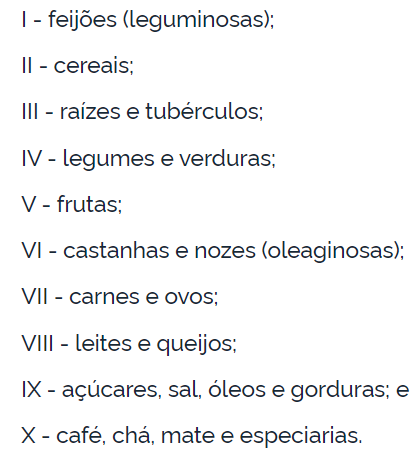 I - feijões (leguminosas);
II - cereais;
III - raízes e tubérculos;
IV - legumes e verduras;
V - frutas;
VI - castanhas e nozes (oleaginosas);
VII - carnes e ovos;
VIII - leites e queijos;
IX - açúcares, sal, óleos e gorduras; e
X - café, chá, mate e especiarias.